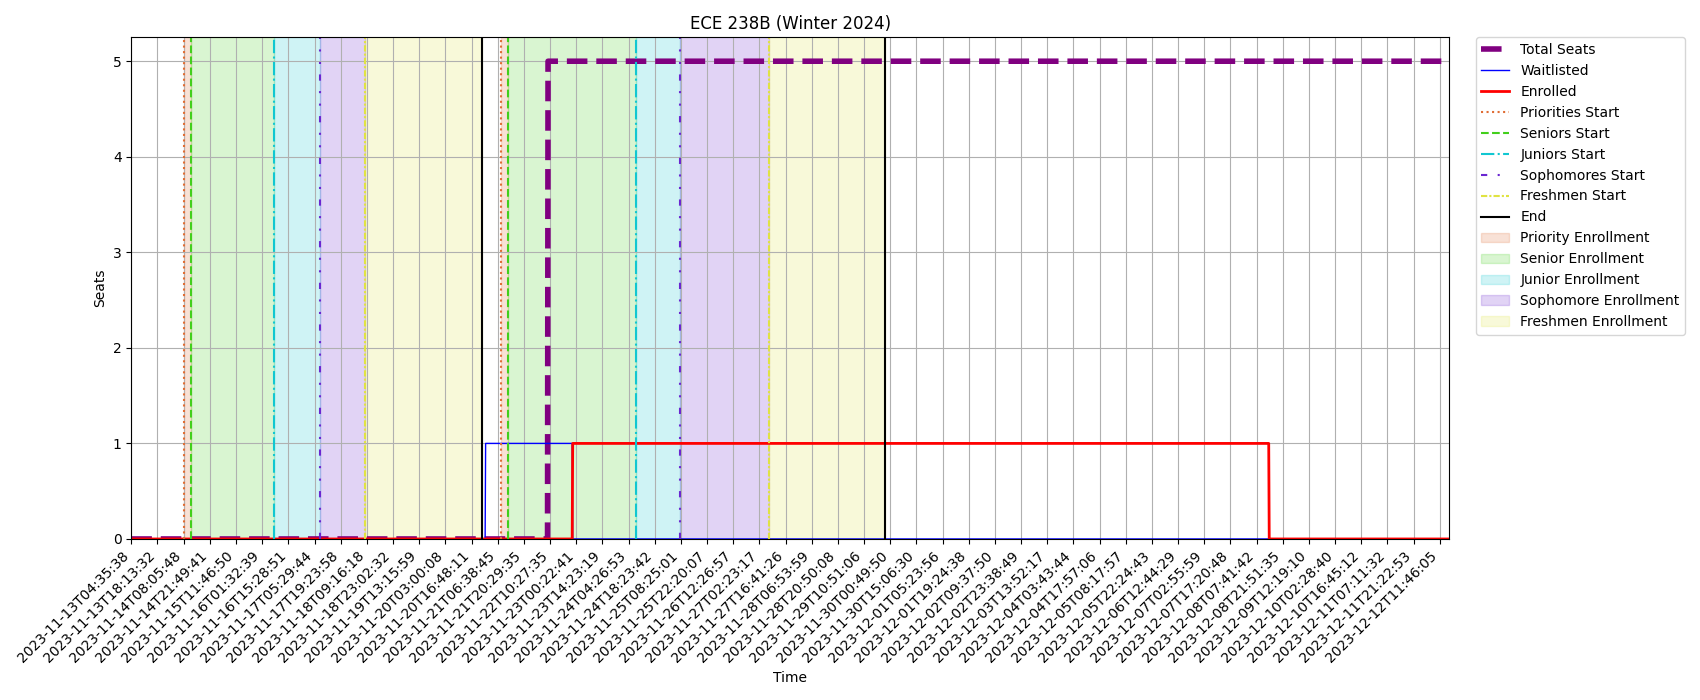 ECE 238B (Winter 2024)
Seats
5
4
3
2
1
0
2023-11-13T04:35:38
2023-11-13T18:13:32
2023-11-14T08:05:48
2023-11-14T21:49:41
2023-11-15T11:46:50
2023-11-16T01:32:39
2023-11-16T15:28:51
2023-11-17T05:29:44
2023-11-17T19:23:58
2023-11-18T09:16:18
2023-11-18T23:02:32
2023-11-19T13:15:59
2023-11-20T03:00:08
2023-11-20T16:48:11
2023-11-21T06:38:45
2023-11-21T20:29:35
2023-11-22T10:27:35
2023-11-23T00:22:41
2023-11-23T14:23:19
2023-11-24T04:26:53
2023-11-24T18:23:42
2023-11-25T08:25:01
2023-11-25T22:20:07
2023-11-26T12:26:57
2023-11-27T02:23:17
2023-11-27T16:41:26
2023-11-28T06:53:59
2023-11-28T20:50:08
2023-11-29T10:51:06
2023-11-30T00:49:50
2023-11-30T15:06:30
2023-12-01T05:23:56
2023-12-01T19:24:38
2023-12-02T09:37:50
2023-12-02T23:38:49
2023-12-03T13:52:17
2023-12-04T03:43:44
2023-12-04T17:57:06
2023-12-05T08:17:57
2023-12-05T22:24:43
2023-12-06T12:44:29
2023-12-07T02:55:59
2023-12-07T17:20:48
2023-12-08T07:41:42
2023-12-08T21:51:35
2023-12-09T12:19:10
2023-12-10T02:28:40
2023-12-10T16:45:12
2023-12-11T07:11:32
2023-12-11T21:22:53
2023-12-12T11:46:05
Time
Total Seats
Waitlisted
Enrolled
Priorities Start
Seniors Start
Juniors Start
Sophomores Start
Freshmen Start
End
Priority Enrollment
Senior Enrollment
Junior Enrollment
Sophomore Enrollment
Freshmen Enrollment